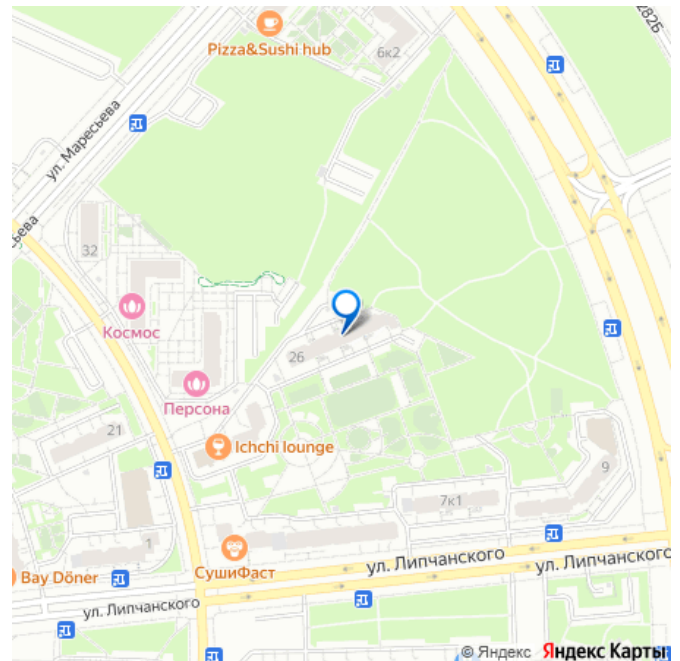 Pizza&Sushi hub
6к2
282Б
ул. Маресьева
ьева
32
Космос
26
Персона
21
Ichchi lounge
9
7к1
1
СушиФаст
ул. Липчанского
ул. Липчанского
Bay Döner
ул. Липчанского
© Яндекс Яндекс Карты